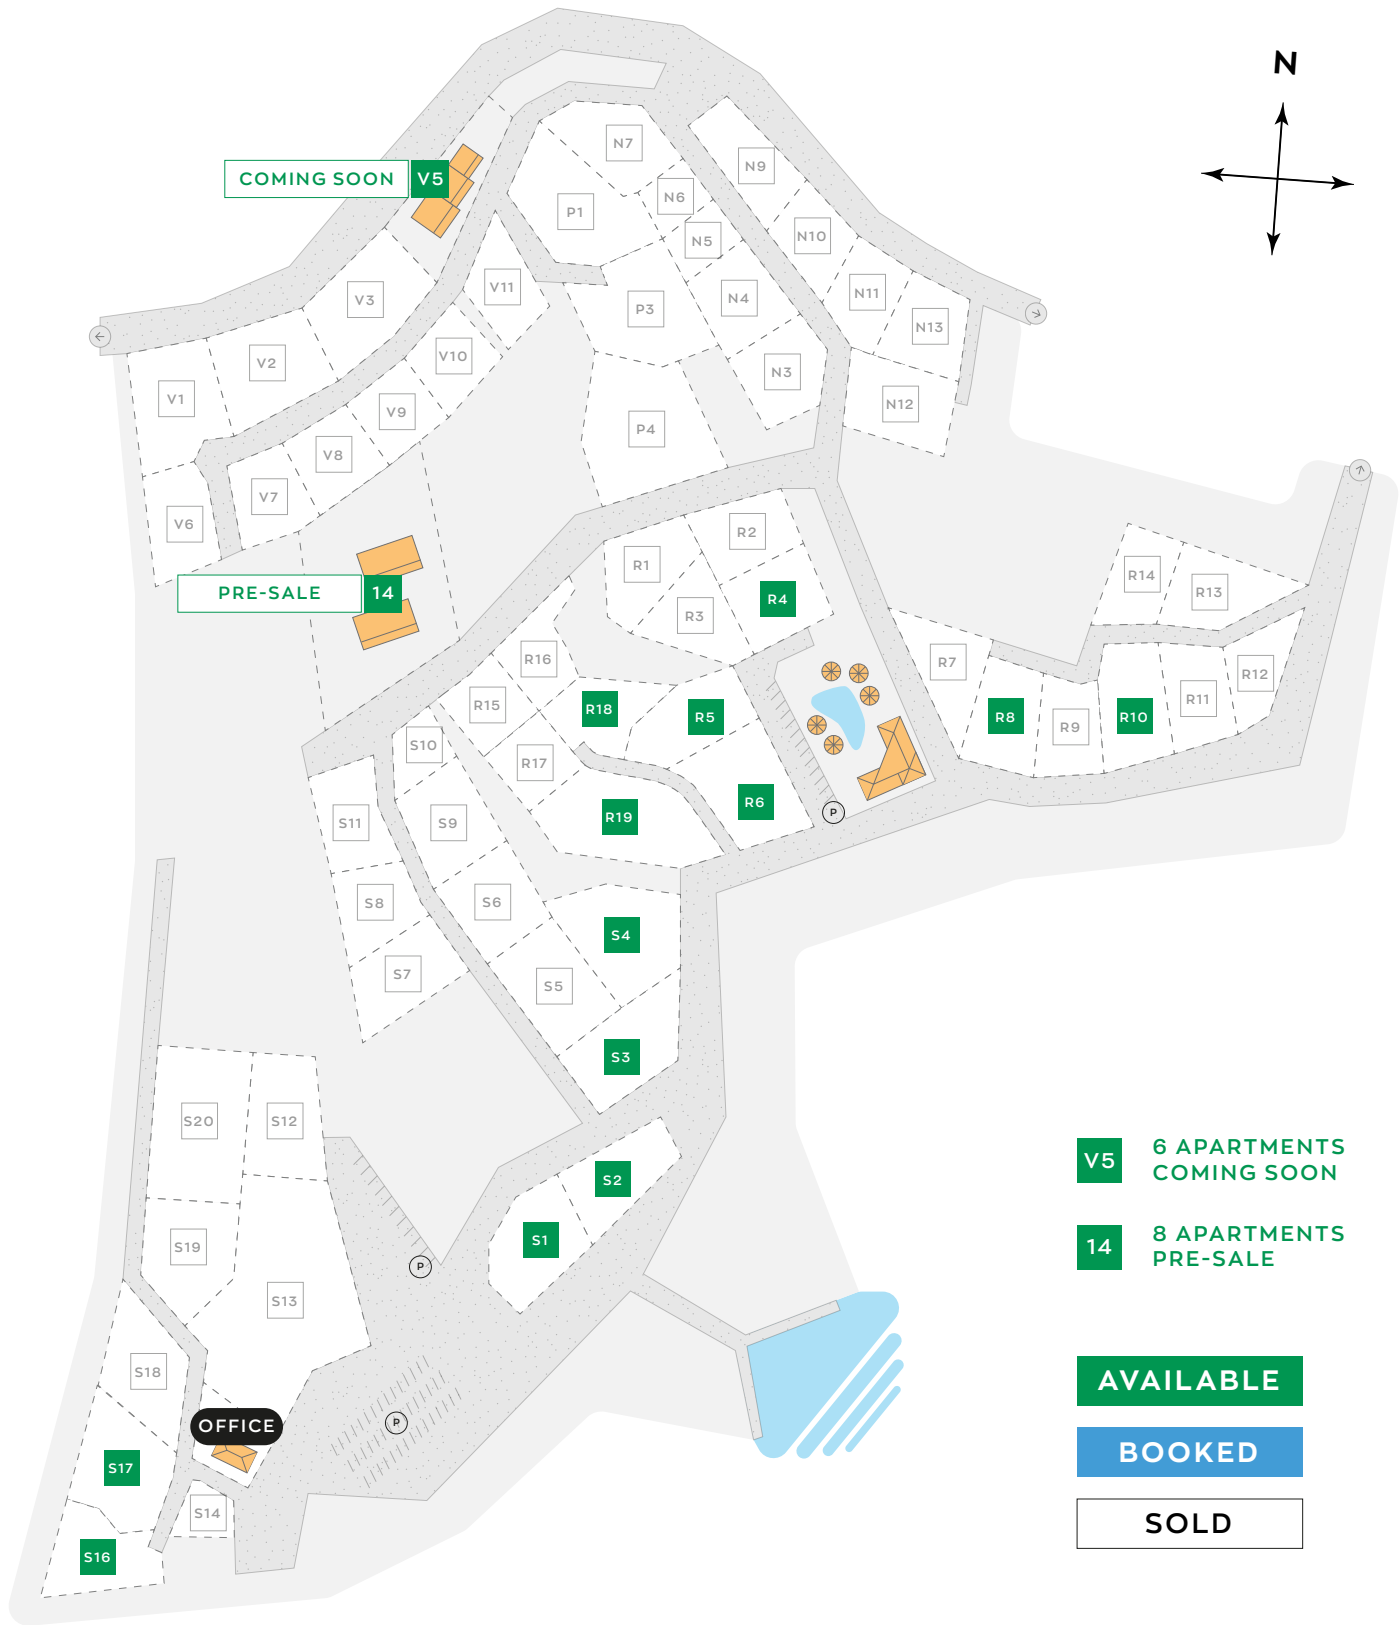 N
N7
N9
COMING SOON V5
N6
P1
N10
N5
V11
N11
N4
V3
P3
N13
V10
V2
N3
V1
N12
V9
P4
V8
V7
V6
R2
R1
R14
PRE-SALE 14
R13
R4
R3
R16
R7
R12
R11
R15
R18
R5
R8
R10
R9
S10
R17
R6
P
R19
S11
S9
S8
S6
S4
S7
S5
S3
S20
S12
S2
S1
S19
P
S13
S18
P
OFFICE
S17
S14
S16
V5 6 APARTMENTS
COMING SOON
14 8 APARTMENTS
PRE-SALE
AVAILABLE
BOOKED
SOLD